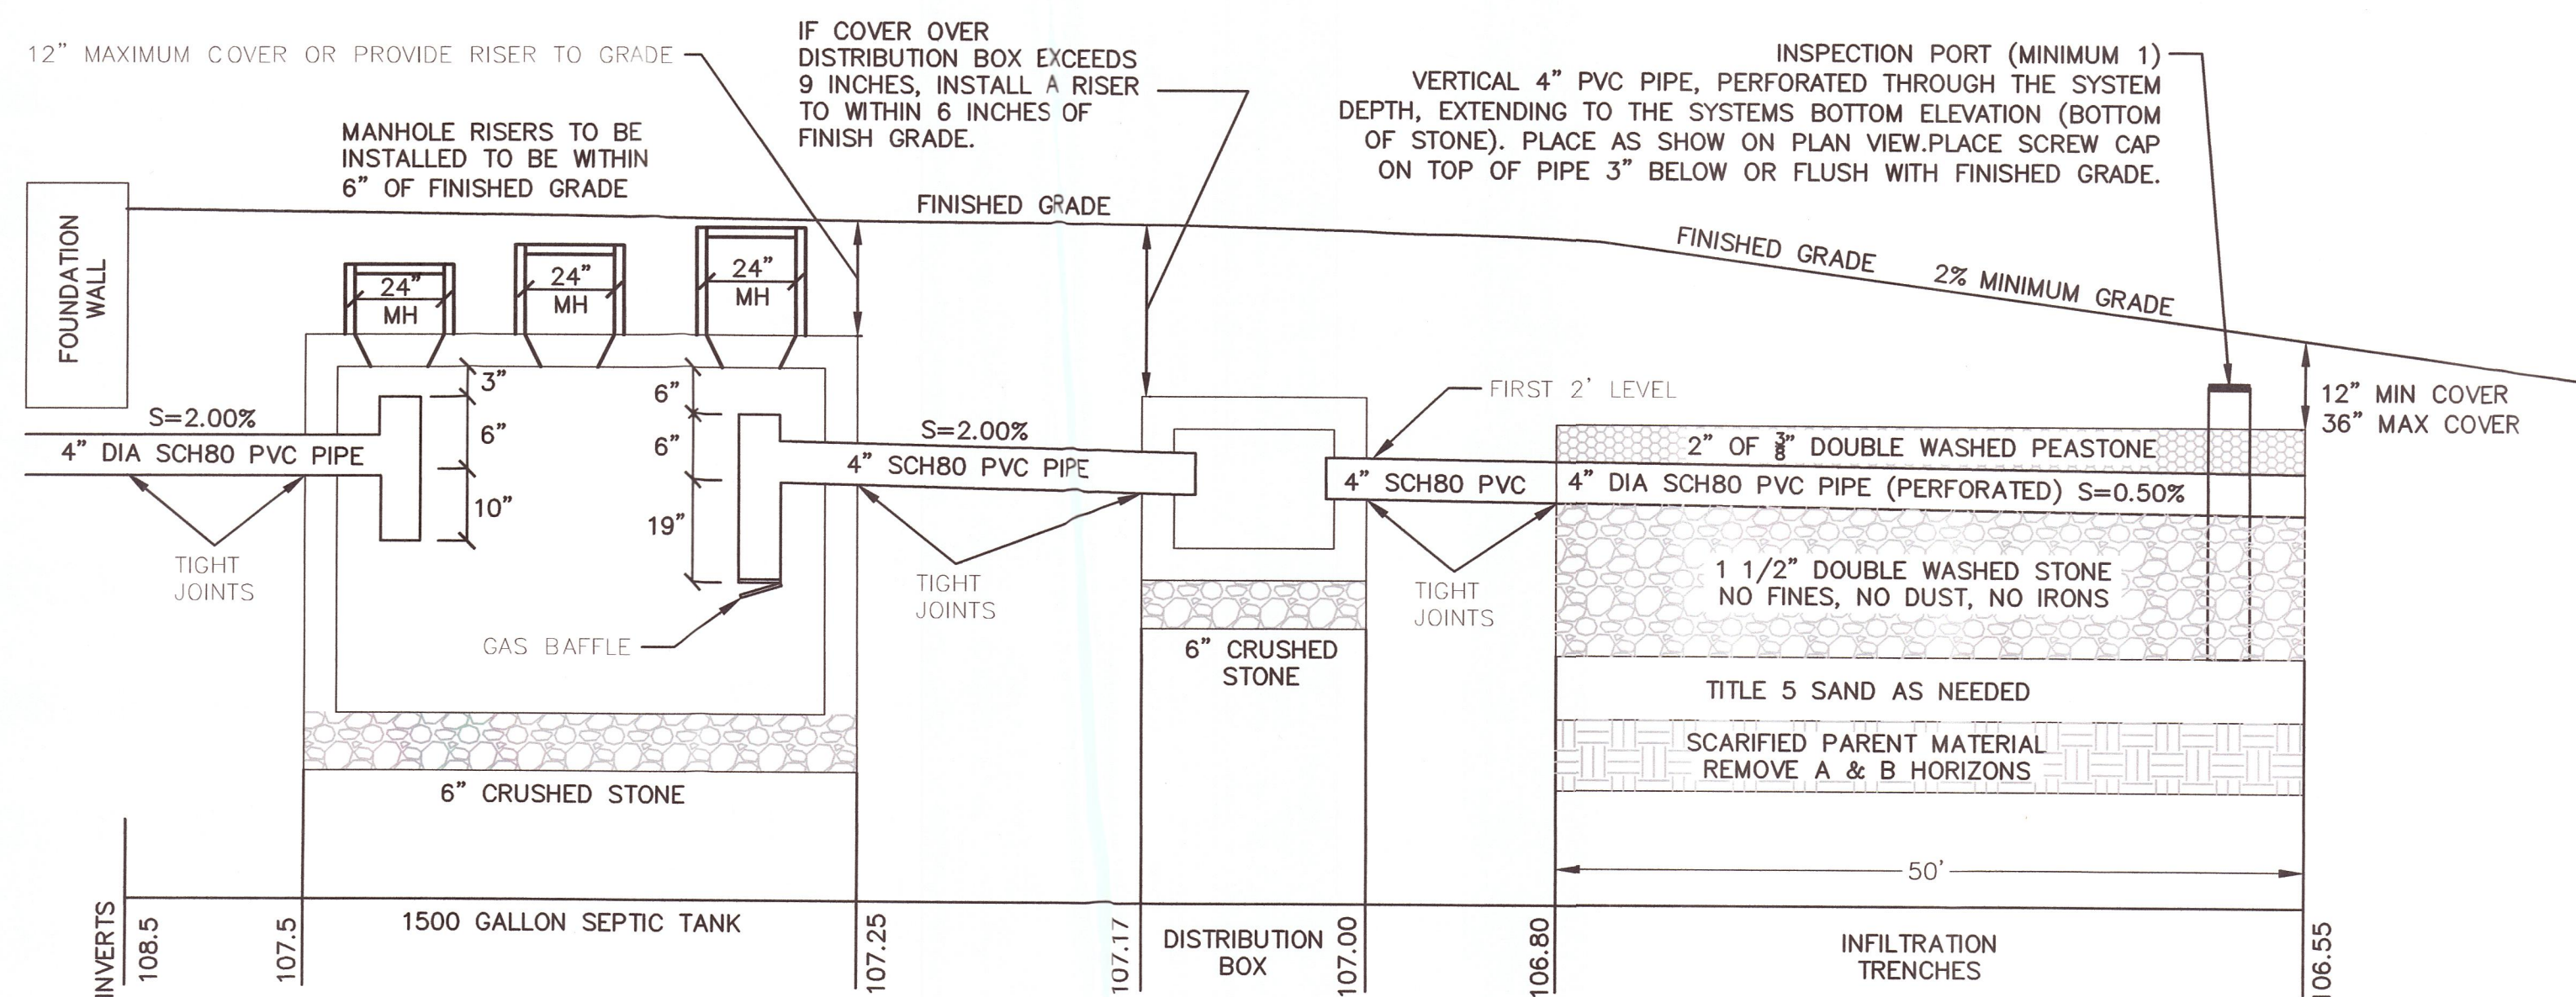 12” MAXIMUM COVER OR PROVIDE RISER TO GRADE
IF COVER OVER
DISTRIBUTION BOX EXCEEDS
9 INCHES, INSTALL A RISER
TO WITHIN 6 INCHES OF
FINISH GRADE.
INSPECTION PORT (MINIMUM 1)
VERTICAL 4” PVC PIPE, PERFORATED THROUGH THE SYSTEM
DEPTH, EXTENDING TO THE SYSTEMS BOTTOM ELEVATION (BOTTOM
OF STONE). PLACE AS SHOW ON PLAN VIEW.PLACE SCREW CAP
ON TOP OF PIPE 3” BELOW OR FLUSH WITH FINISHED GRADE.
MANHOLE RISERS TO BE
INSTALLED TO BE WITHIN
6” OF FINISHED GRADE
FOUNDATION
WALL
FINISHED GRADE
FINISHED GRADE 2% MINIMUM GRADE
24”
MH
24”
MH
24”
MH
3”
6”
10”
6”
6”
19”
S=2.00%
4” DIA SCH80 PVC PIPE
TIGHT
JOINTS
GAS BAFFLE
S=2.00%
4” SCH80 PVC PIPE
TIGHT
JOINTS
FIRST 2’ LEVEL
4” SCH80 PVC
TIGHT
JOINTS
12” MIN COVER
36” MAX COVER
2” OF 3/8” DOUBLE WASHED PEASTONE
4” DIA SCH80 PVC PIPE (PERFORATED) S=0.50%
1 1/2” DOUBLE WASHED STONE
NO FINES, NO DUST, NO IRONS
TITLE 5 SAND AS NEEDED
SCARIFIED PARENT MATERIAL
REMOVE A & B HORIZONS
6” CRUSHED STONE
6” CRUSHED
STONE
50’
INVERTS
108.5
107.5
1500 GALLON SEPTIC TANK
107.25
107.17
DISTRIBUTION
BOX
107.00
106.80
INFILTRATION
TRENCHES
106.55